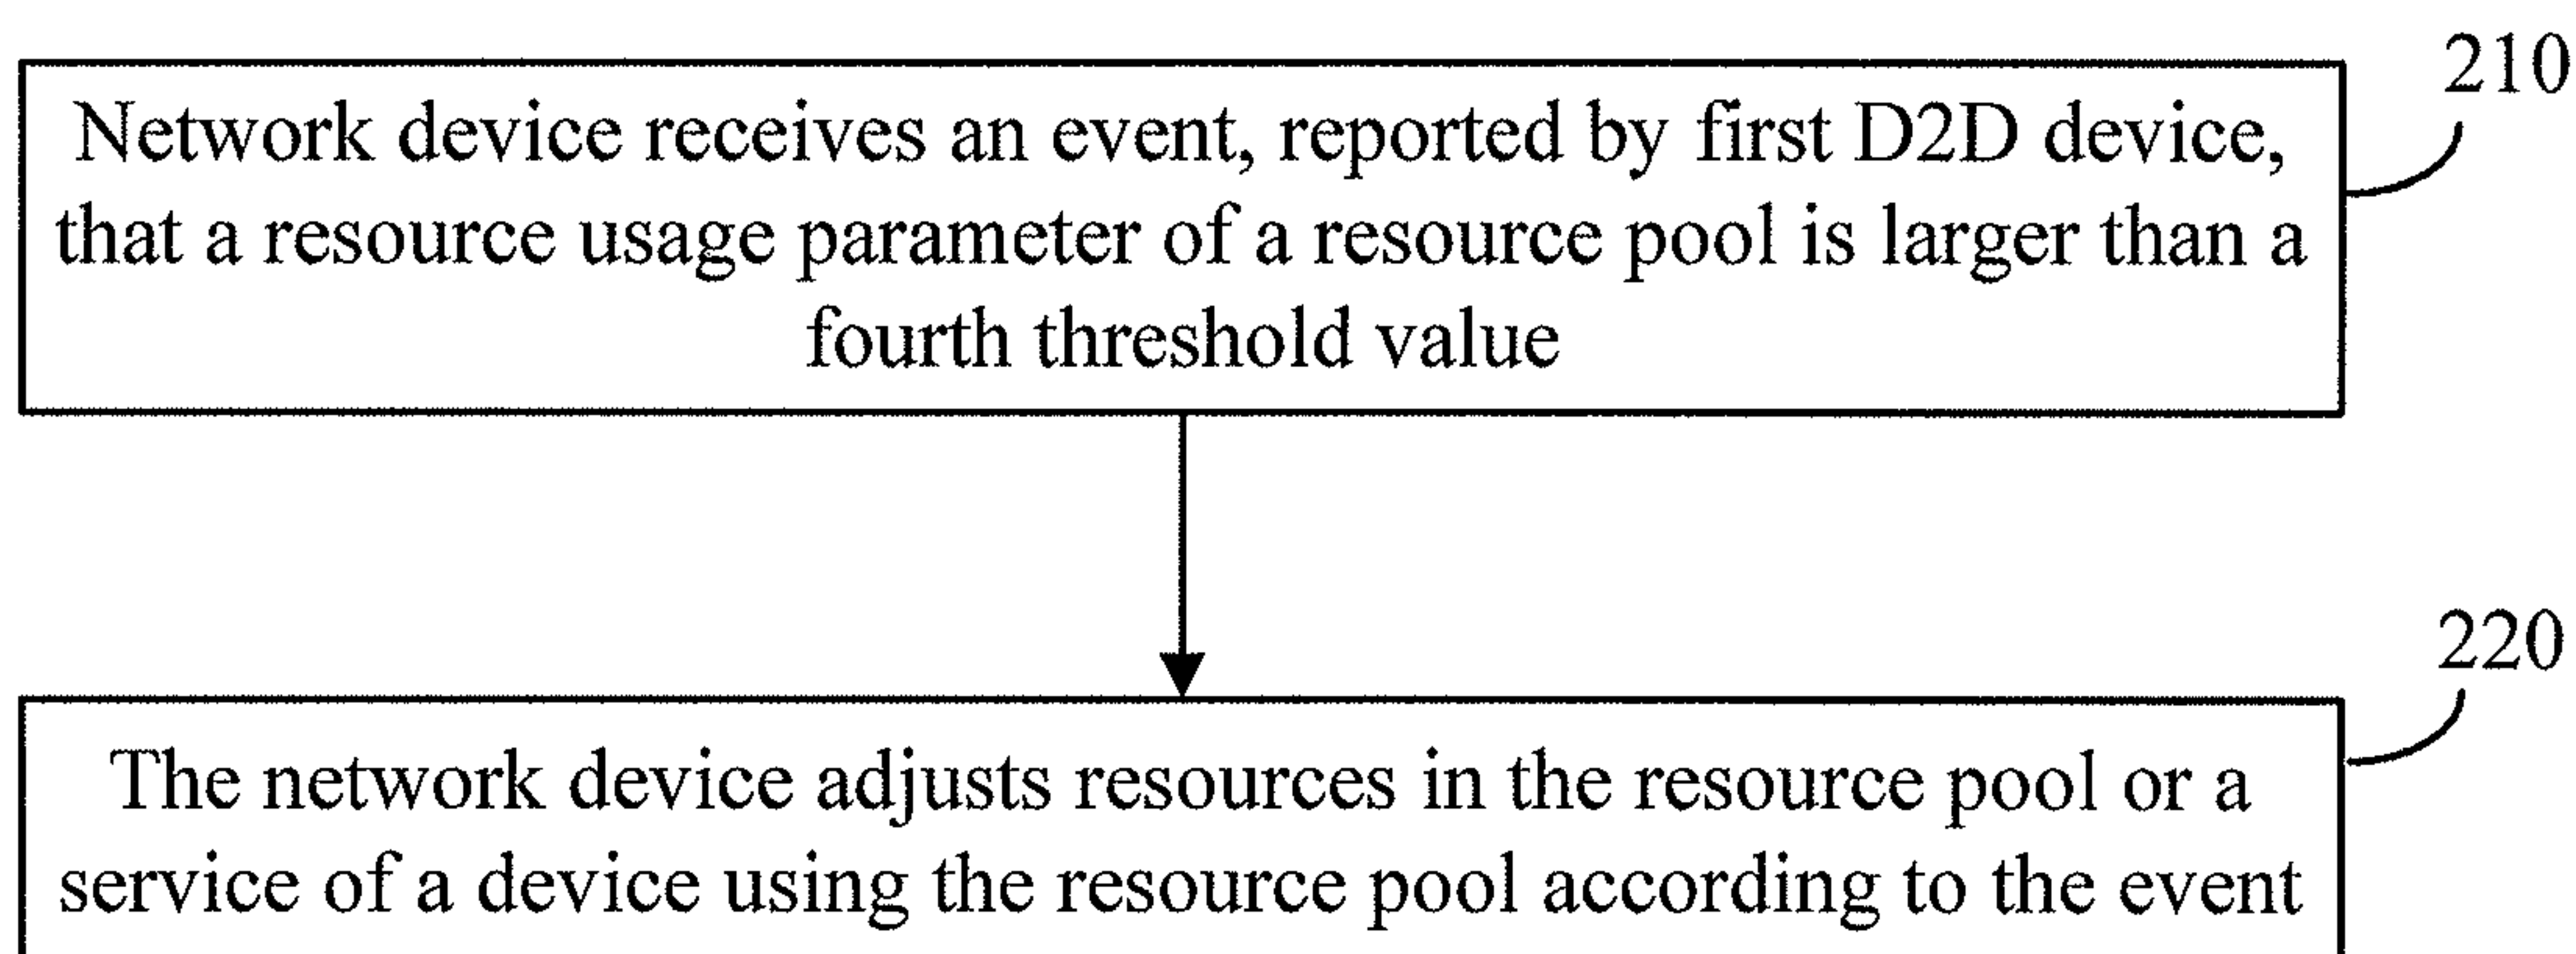 210
Network device receives an event, reported by first D2D device,
that a resource usage parameter of a resource pool is larger than a
fourth threshold value
220
The network device adjusts resources in the resource pool or a
service of a device using the resource pool according to the event